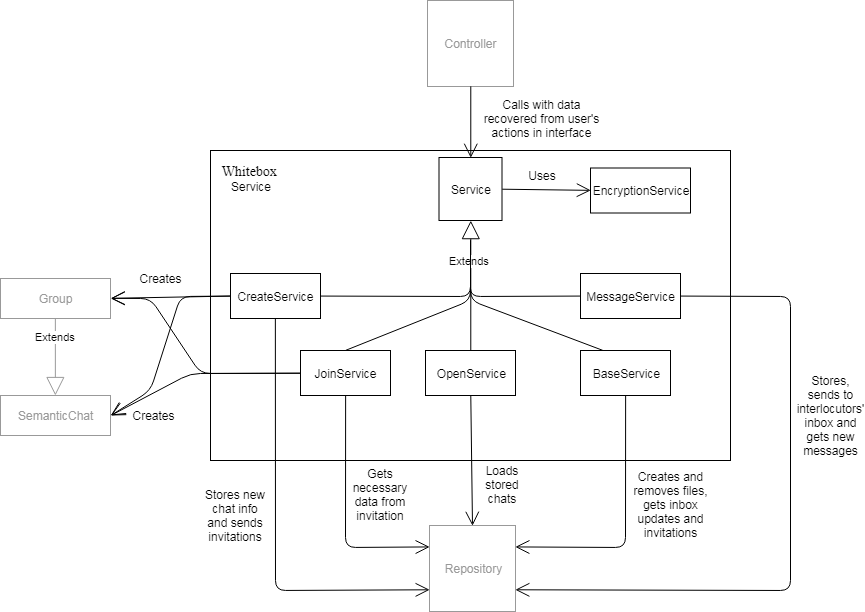 Controller
Calls with data
recovered from user's
actions in interface
Whitebox
Service
Service
Uses
EncryptionService
Extends
Creates
Group
CreateService
MessageService
Extends
JoinService
OpenService
BaseService
SemanticChat
Creates
Stores,
sends to
interlocutors'
inbox and
gets new
messages
Stores new
chat info
and sends
invitations
Gets
necessary
data from
invitation
Loads
stored
chats
Creates and
removes files,
gets inbox
updates and
invitations
Repository